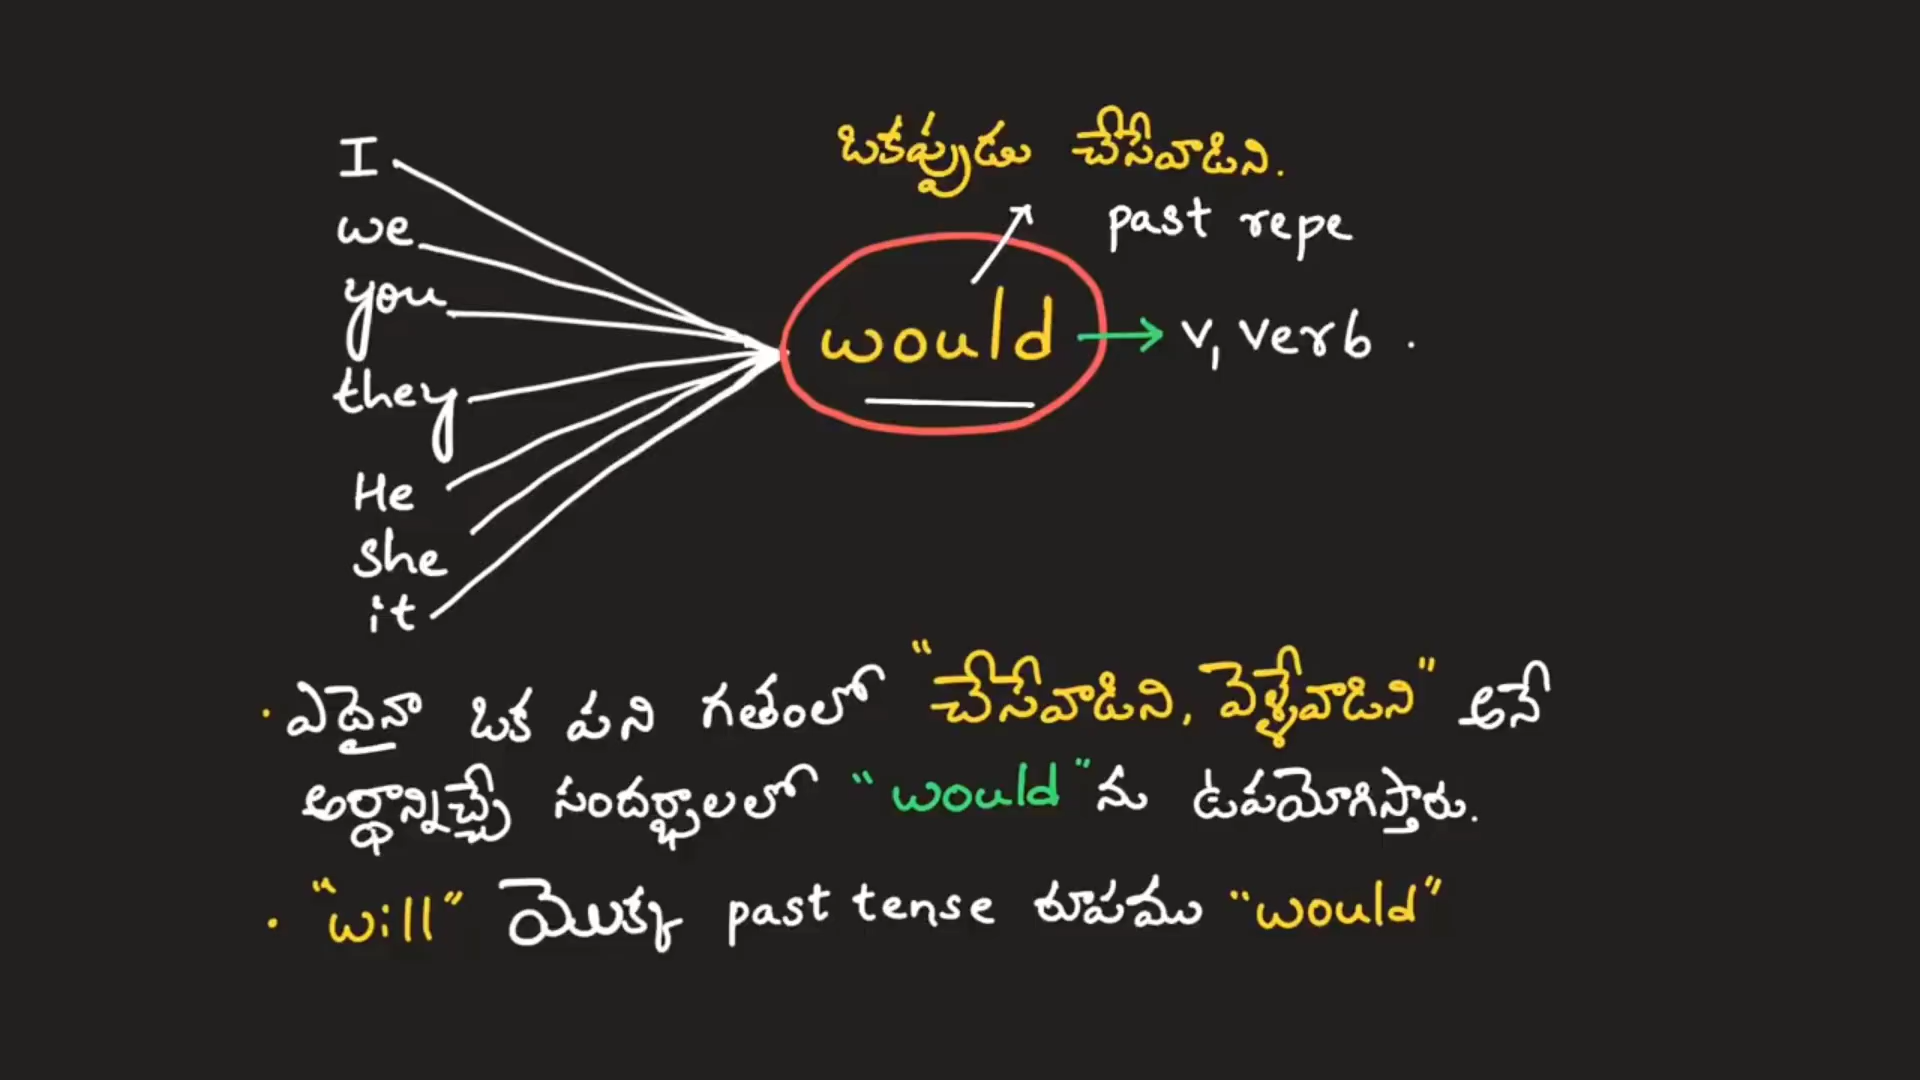 ఒకప్పుడు చేసేవాడిని.
past repe
I
we
you
they
He
she
it
would → V1 verb .
· ఏదైనా ఒక పని గతంలో "చేసేవాడిని, వెళ్ళేవాడిని" అనే
అర్థాన్నిచ్చే సందర్భాలలో "would" ను ఉపయోగిస్తారు.
· "will" యొక్క past tense రూపము "would"